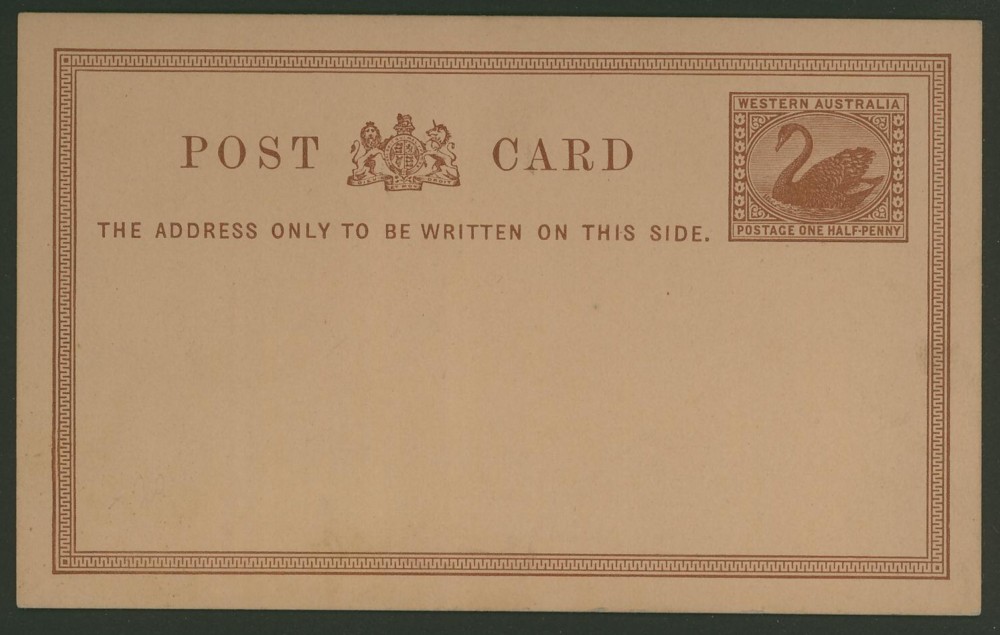 WESTERN AUSTRALIA
POST CARD
POSTAGE ONE HALF-PENNY
THE ADDRESS ONLY TO BE WRITTEN ON THIS SIDE.